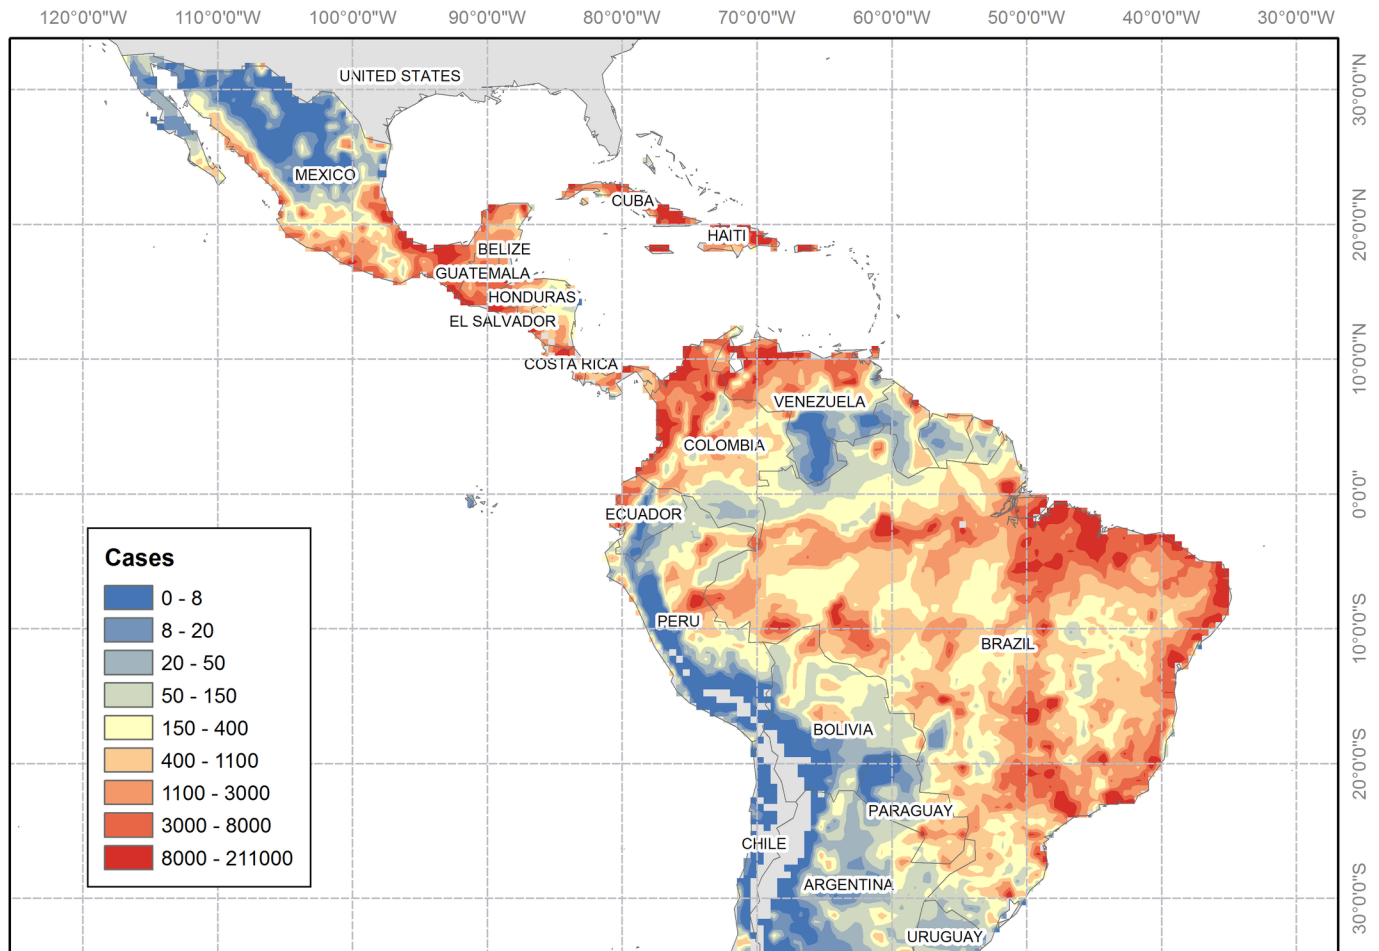 120°0'0"W 110°0'0"W 100°0'0"W 90°0'0"W 80°0'0"W 70°0'0"W 60°0'0"W 50°0'0"W 40°0'0"W 30°0'0"W
UNITED STATES
30°0'0"N
MEXICO
CUBA
20°0'0"N
HAITI
BELIZE
GUATEMALA
HONDURAS
EL SALVADOR
10°0'0"N
COSTA RICA
VENEZUELA
COLOMBIA
0°0'0"
ECUADOR
PERU
10°0'0"S
BRAZIL
BOLIVIA
20°0'0"S
PARAGUAY
CHILE
ARGENTINA
30°0'0"S
URUGUAY
Cases
0 - 8
8 - 20
20 - 50
50 - 150
150 - 400
400 - 1100
1100 - 3000
3000 - 8000
8000 - 211000